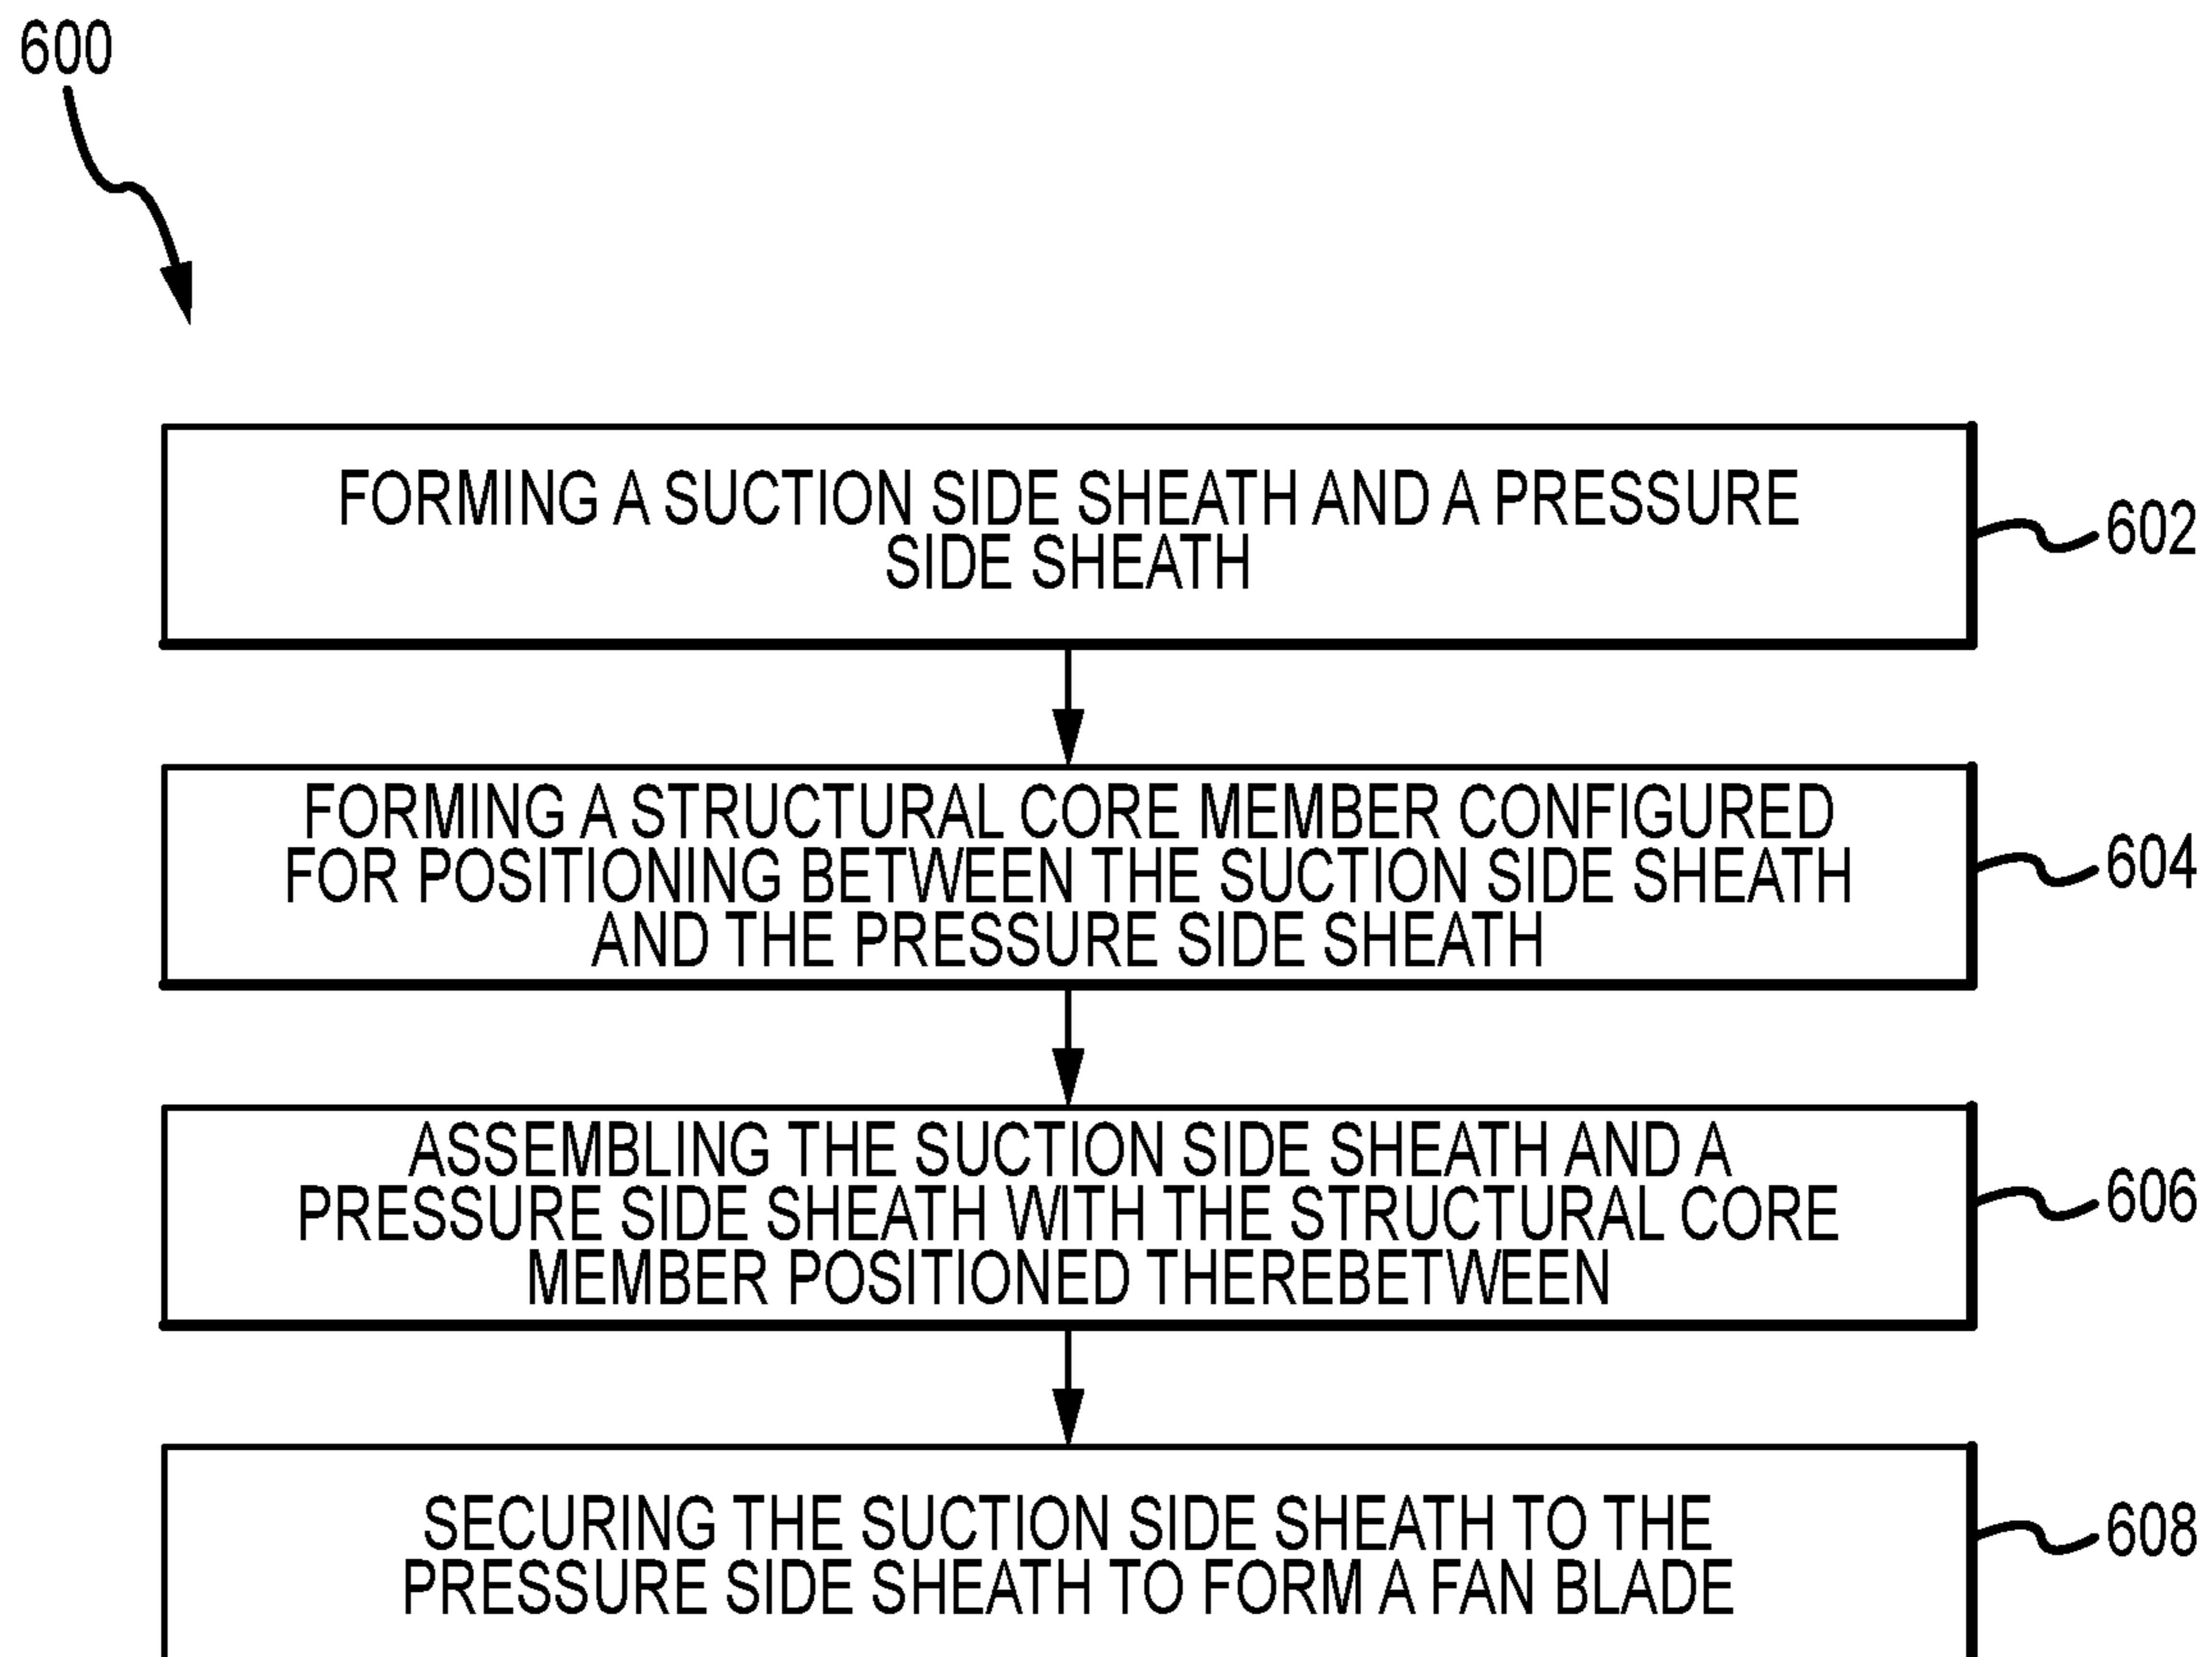 600
FORMING A SUCTION SIDE SHEATH AND A PRESSURE
SIDE SHEATH
602
FORMING A STRUCTURAL CORE MEMBER CONFIGURED
FOR POSITIONING BETWEEN THE SUCTION SIDE SHEATH
AND THE PRESSURE SIDE SHEATH
604
ASSEMBLING THE SUCTION SIDE SHEATH AND A
PRESSURE SIDE SHEATH WITH THE STRUCTURAL CORE
MEMBER POSITIONED THEREBETWEEN
606
SECURING THE SUCTION SIDE SHEATH TO THE
PRESSURE SIDE SHEATH TO FORM A FAN BLADE
608